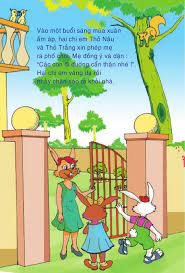 Vào một buổi sáng mùa xuân
ấm áp, hai chị em Thỏ Nâu
và Thỏ Trắng xin phép mẹ
ra phố chơi. Mẹ đồng ý và dặn :
"Các con đi đường cẩn thận nhé !".
Hai chị em vâng dạ rồi
nhảy chân sáo ra khỏi nhà.